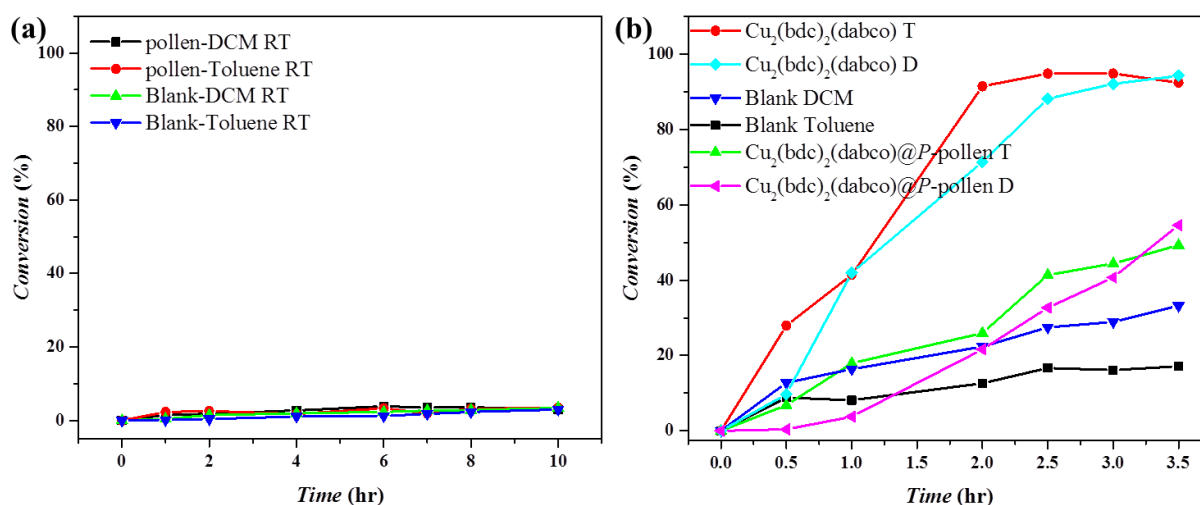 (a)
pollen-DCM RT
pollen-Toluene RT
Blank-DCM RT
Blank-Toluene RT
Conversion (%)
100
80
60
40
20
0
0 2 4 6 8 10
Time (hr)
(b)
Cu2(bdc)2(dabco) T
Cu2(bdc)2(dabco) D
Blank DCM
Blank Toluene
Cu2(bdc)2(dabco)@P-pollen T
Cu2(bdc)2(dabco)@P-pollen D
Conversion (%)
100
80
60
40
20
0
0.0 0.5 1.0 2.0 2.5 3.0 3.5
Time (hr)